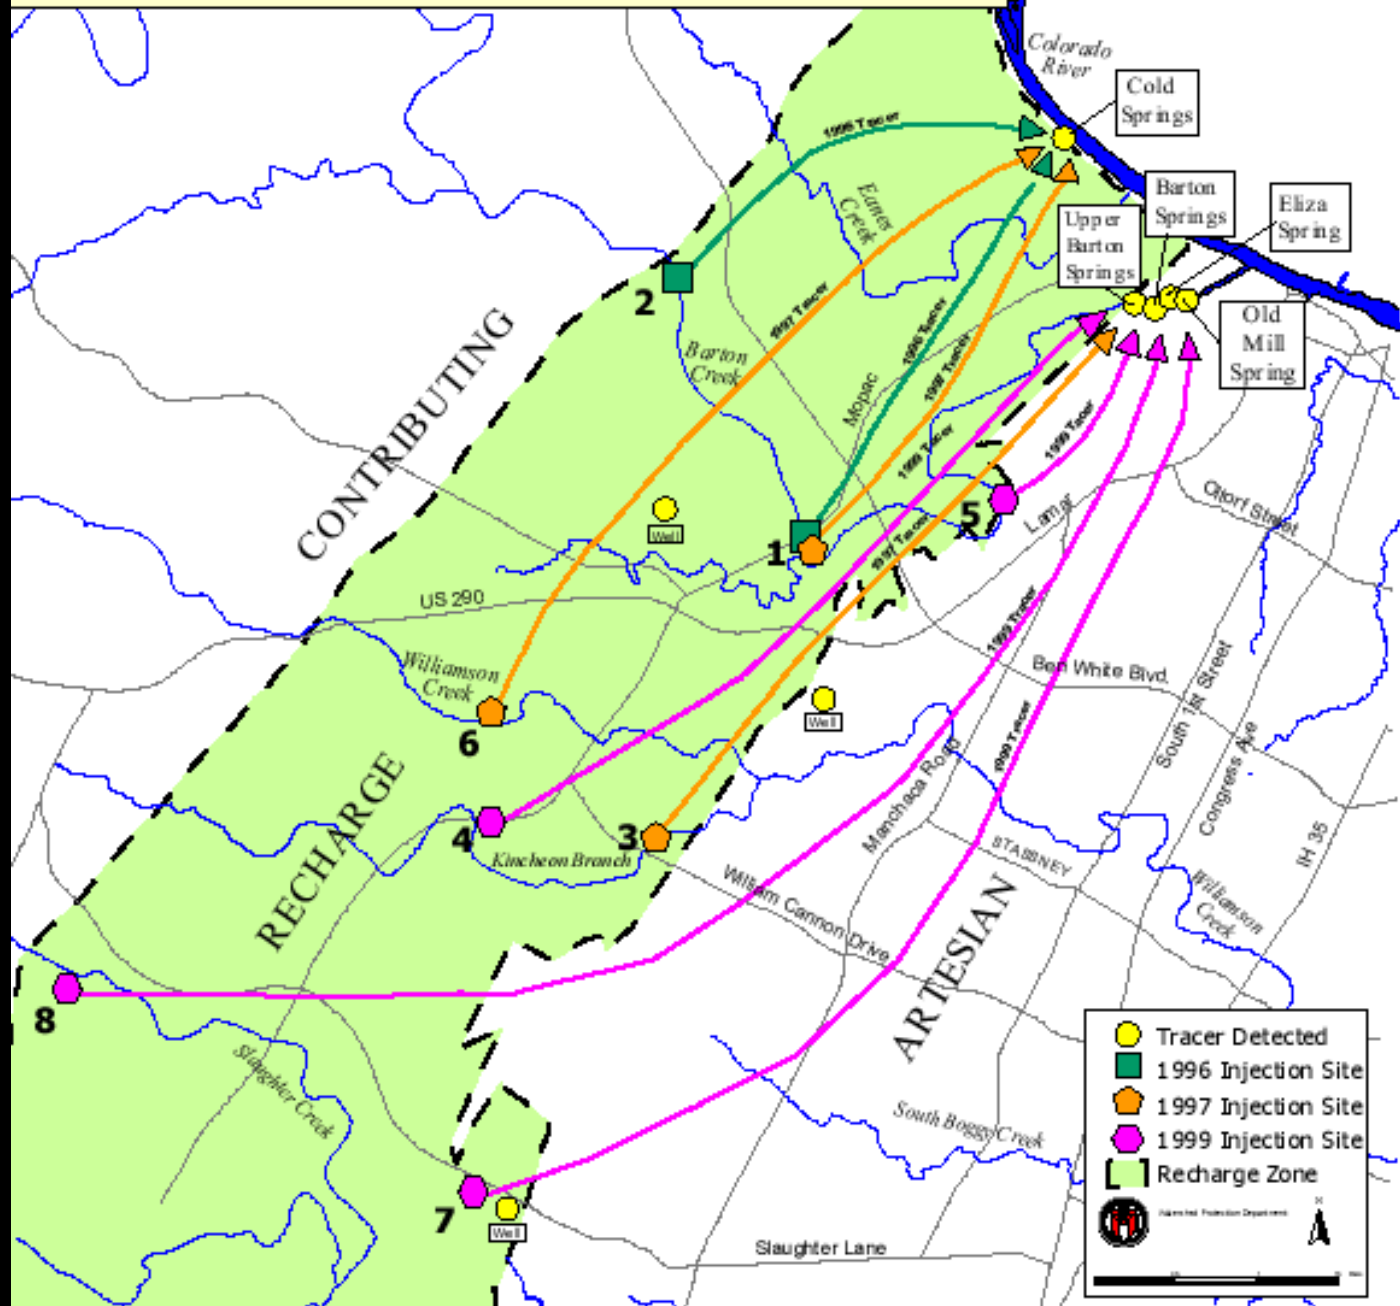 Colorado
River
Cold
Springs
Barton
Springs
Eliza
Spring
Upper
Barton
Springs
Old
Mill
Spring
1996 Tracer
Eanes
Creek
2
1997 Tracer
Barton
Creek
Mopac
1996 Tracer
1997 Tracer
1999 Tracer
1999 Tracer
CONTRIBUTING
Well
1
5
Lamar
Oltorf Street
1997 Tracer
US 290
1999 Tracer
Ben White Blvd.
South 1st Street
Williamson
Creek
6
Well
1999 Tracer
Manchaca Road
Congress Ave
IH 35
RECHARGE
4
3
Kincheon Branch
STASSNEY
William Cannon Drive
Williamson
Creek
ARTESIAN
8
Slaughter Creek
South Boggy Creek
7
Well
Slaughter Lane
Tracer Detected
1996 Injection Site
1997 Injection Site
1999 Injection Site
Recharge Zone
Watershed Protection Department